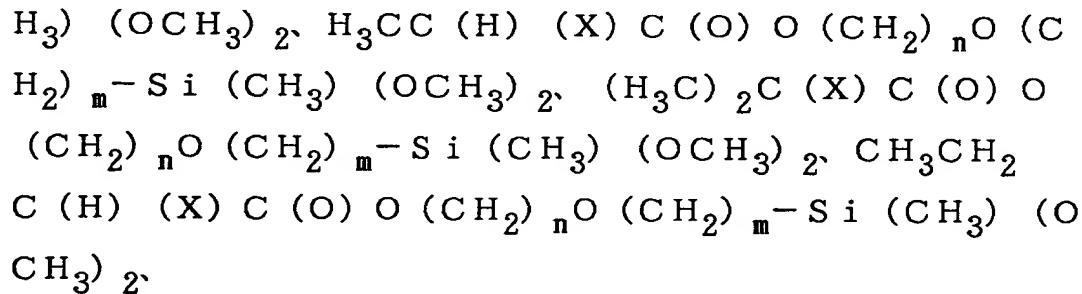 H₃) (OCH₃)₂、H₃CC(H)(X)C(O)O(CH₂)ₙO(C
H₂)ₘ−Si(CH₃)(OCH₃)₂、(H₃C)₂C(X)C(O)O
(CH₂)ₙO(CH₂)ₘ−Si(CH₃)(OCH₃)₂、CH₃CH₂
C(H)(X)C(O)O(CH₂)ₙO(CH₂)ₘ−Si(CH₃)(O
CH₃)₂、